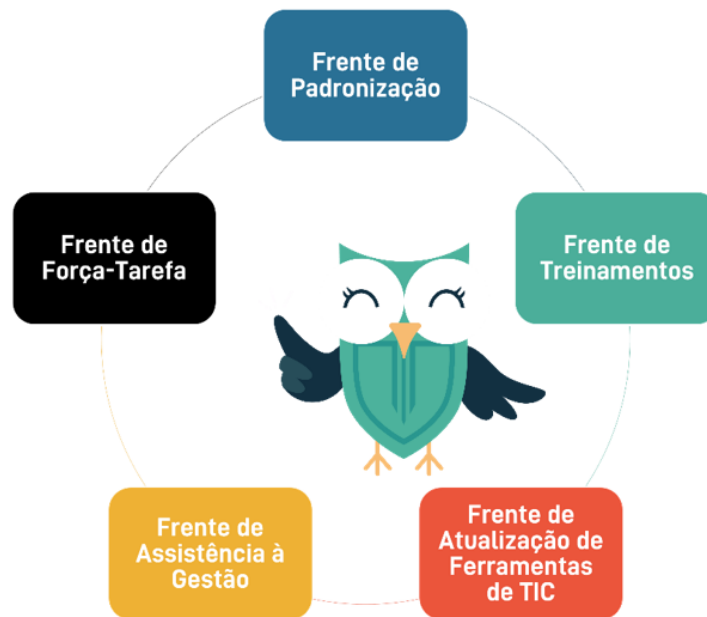 Frente de
Padronização
Frente de
Força-Tarefa
Frente de
Treinamentos
Frente de
Assistência à
Gestão
Frente de
Atualização de
Ferramentas
de TIC